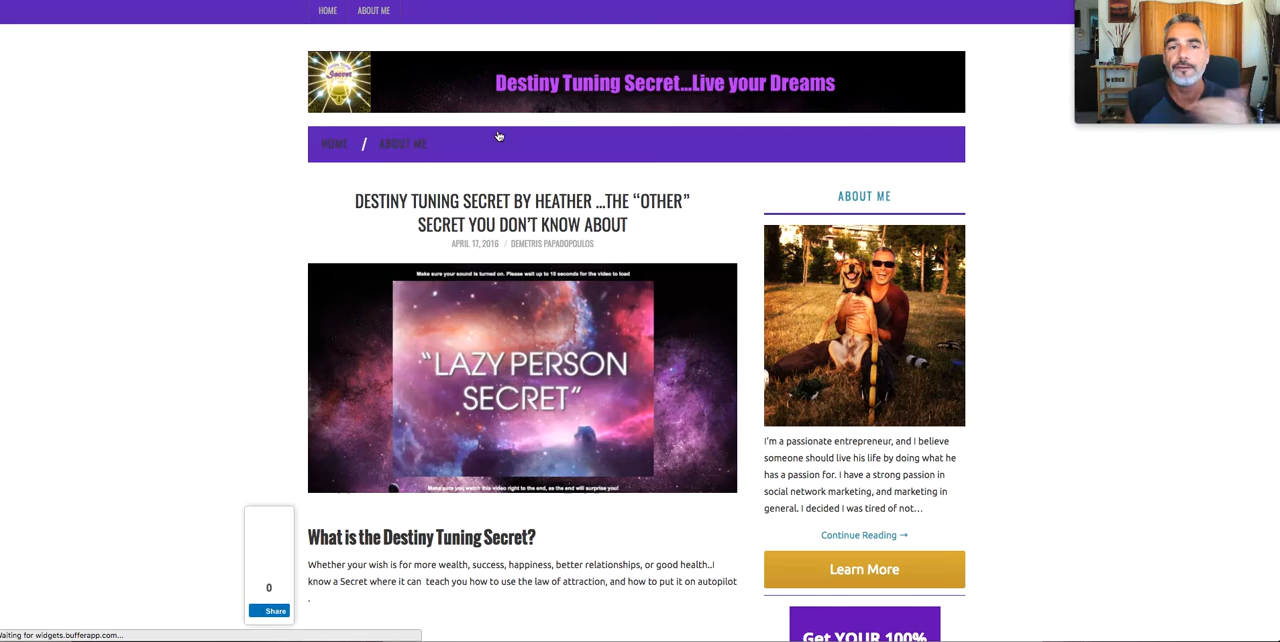 HOME ABOUT ME
Secret
Destiny Tuning Secret...Live your Dreams
HOME / ABOUT ME
DESTINY TUNING SECRET BY HEATHER ...THE “OTHER”
SECRET YOU DON’T KNOW ABOUT
APRIL 17, 2016 / DEMETRIS PAPADOPOULOS
Make sure your sound is turned on. Please wait up to 10 seconds for the video to load
“LAZY PERSON
SECRET”
Make sure you watch this video right to the end, as the end will surprise you!
What is the Destiny Tuning Secret?
Whether your wish is for more wealth, success, happiness, better relationships, or good health..I
know a Secret where it can teach you how to use the law of attraction, and how to put it on autopilot
.
0
Share
Waiting for widgets.bufferapp.com...
ABOUT ME
I’m a passionate entrepreneur, and I believe
someone should live his life by doing what he
has a passion for. I have a strong passion in
social network marketing, and marketing in
general. I decided I was tired of not…
Continue Reading →
Learn More
Get YOUR 100%